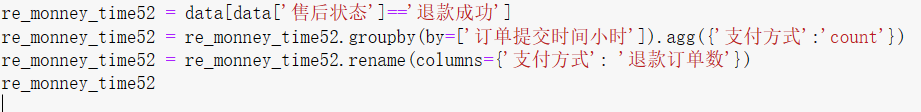 re_monney_time52 = data[data['售后状态']=='退款成功']
re_monney_time52 = re_monney_time52.groupby(by=['订单提交时间小时']).agg({'支付方式':'count'})
re_monney_time52 = re_monney_time52.rename(columns={'支付方式': '退款订单数'})
re_monney_time52